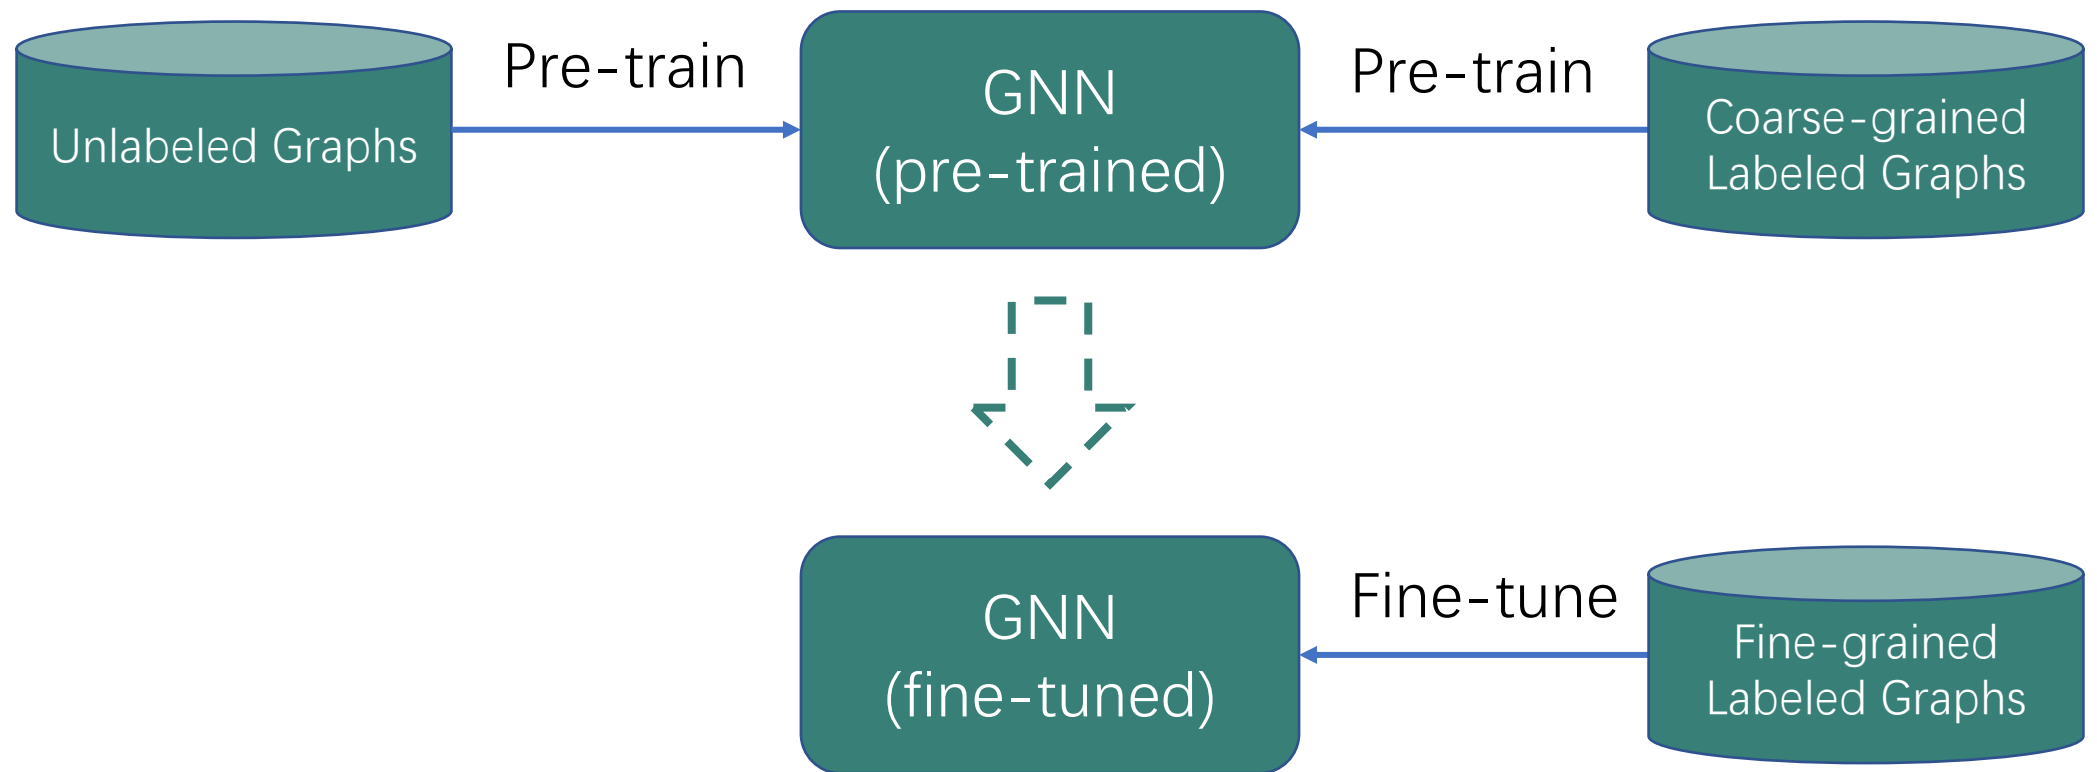 Unlabeled Graphs
Pre-train
GNN
(pre-trained)
Pre-train
Coarse-grained
Labeled Graphs
GNN
(fine-tuned)
Fine-tune
Fine-grained
Labeled Graphs